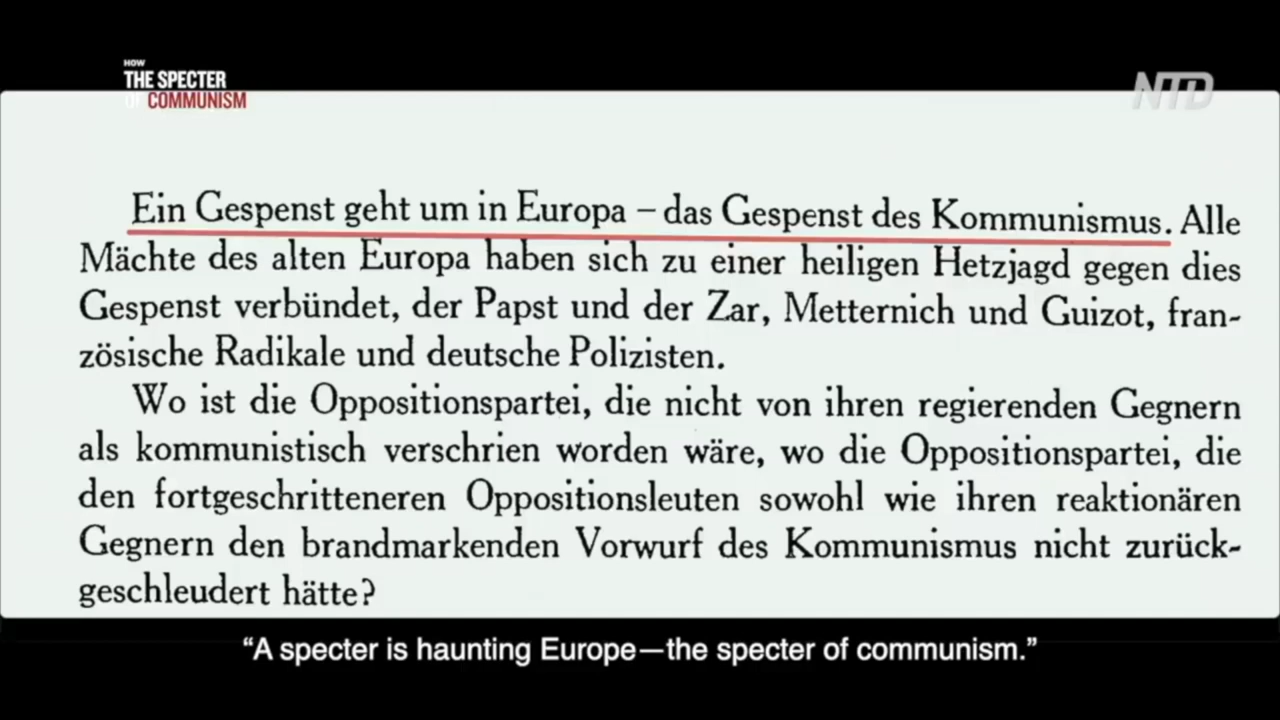 HOW
THE SPECTER
OF COMMUNISM
NTD
Ein Gespenst geht um in Europa – das Gespenst des Kommunismus. Alle
Mächte des alten Europa haben sich zu einer heiligen Hetzjagd gegen dies
Gespenst verbündet, der Papst und der Zar, Metternich und Guizot, fran-
zösische Radikale und deutsche Polizisten.
Wo ist die Oppositionspartei, die nicht von ihren regierenden Gegnern
als kommunistisch verschrien worden wäre, wo die Oppositionspartei, die
den fortgeschritteneren Oppositionsleuten sowohl wie ihren reaktionären
Gegnern den brandmarkenden Vorwurf des Kommunismus nicht zurück-
geschleudert hätte?
“A specter is haunting Europe—the specter of communism.”